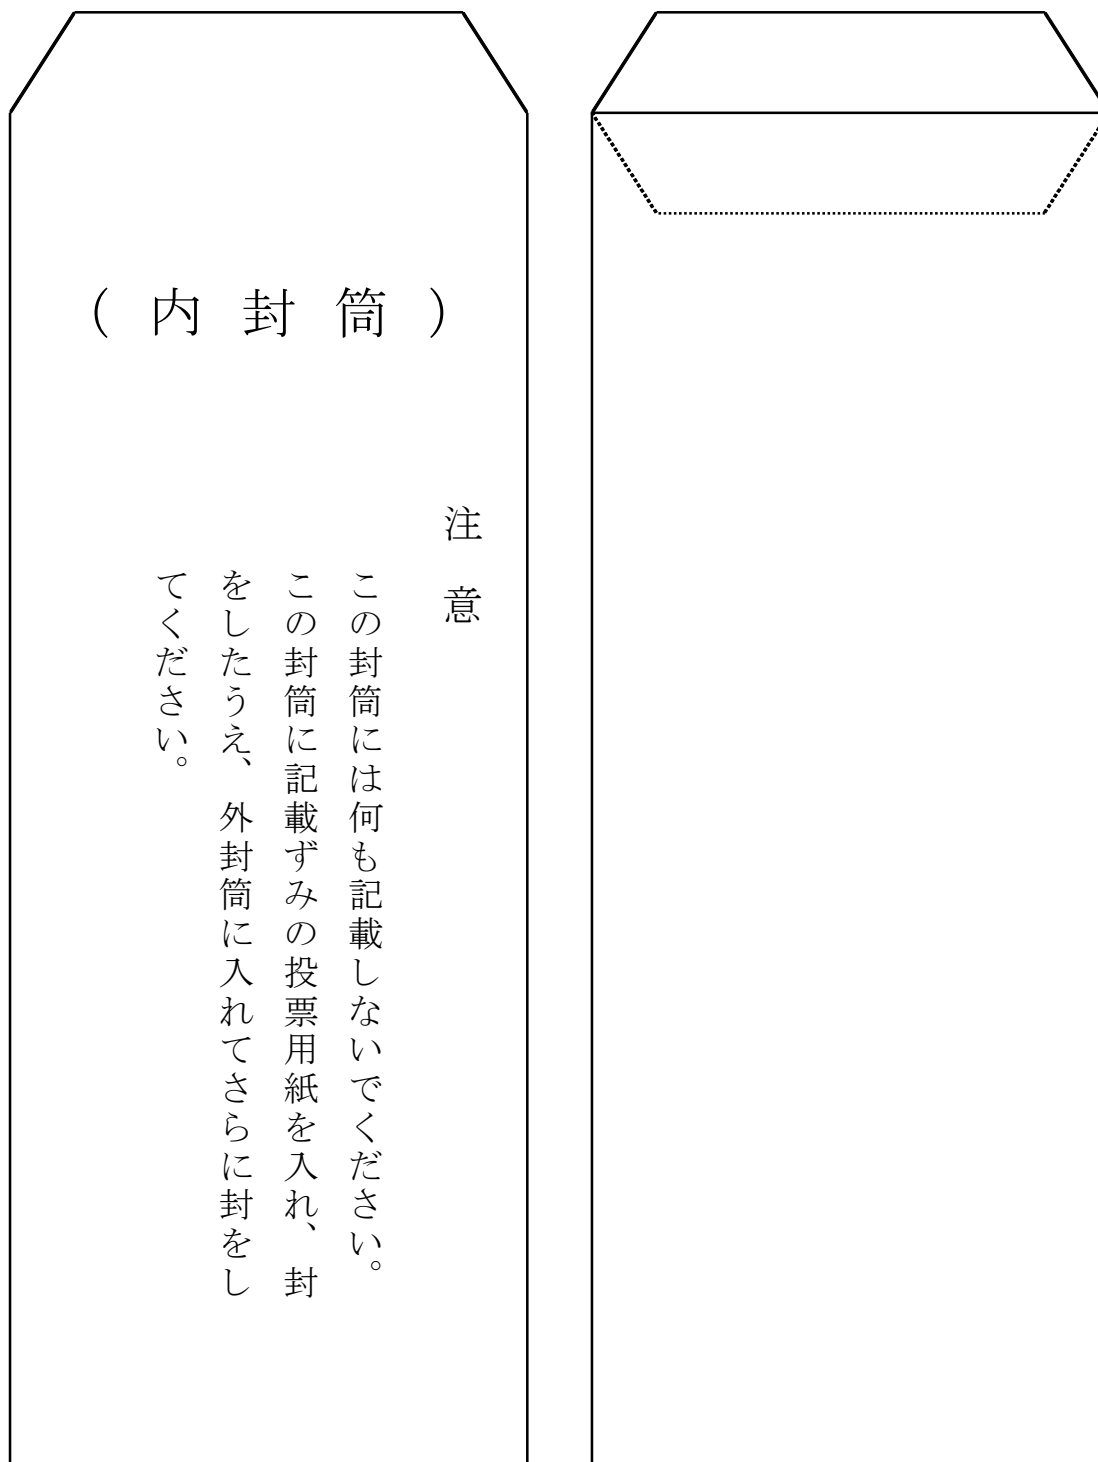 （内封筒）
注意
この封筒には何も記載しないでください。
この封筒に記載ずみの投票用紙を入れ、封
をしたうえ、外封筒に入れてさらに封をし
てください。